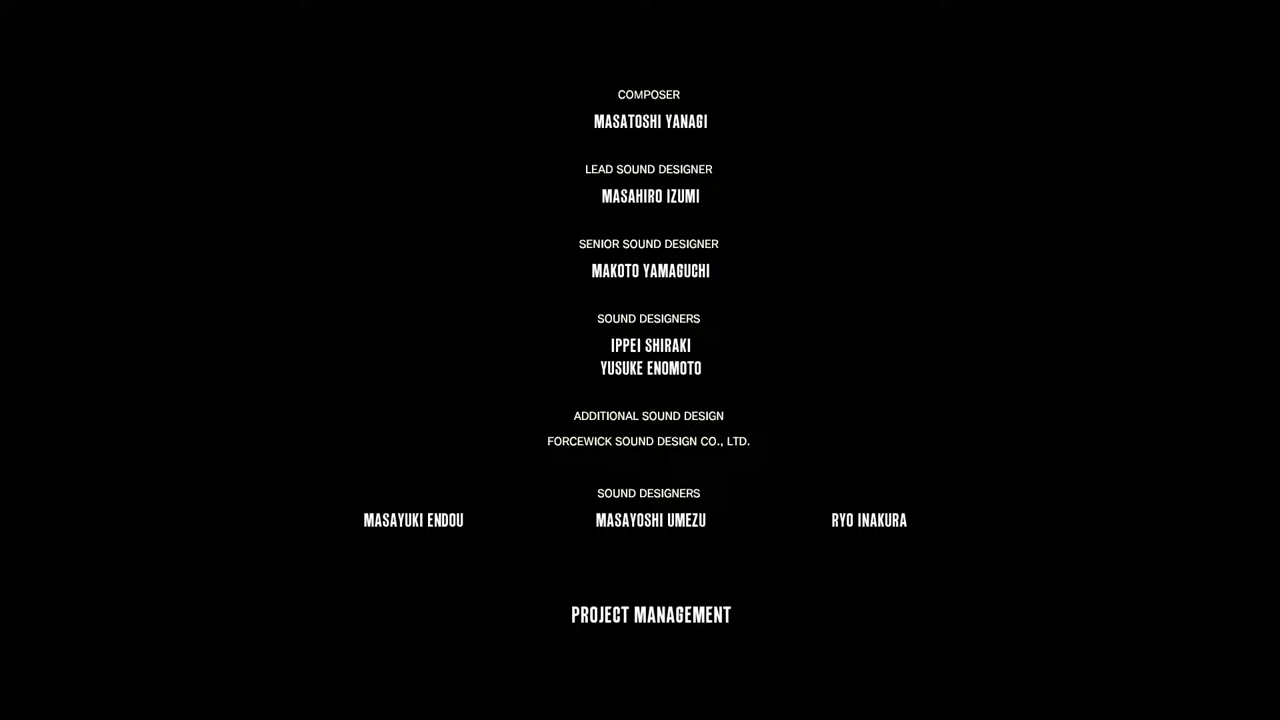 COMPOSER
MASATOSHI YANAGI
LEAD SOUND DESIGNER
MASAHIRO IZUMI
SENIOR SOUND DESIGNER
MAKOTO YAMAGUCHI
SOUND DESIGNERS
IPPEI SHIRAKI
YUSUKE ENOMOTO
ADDITIONAL SOUND DESIGN
FORCEWICK SOUND DESIGN CO., LTD.
SOUND DESIGNERS
MASAYUKI ENDOU MASAYOSHI UMEZU RYO INAKURA
PROJECT MANAGEMENT